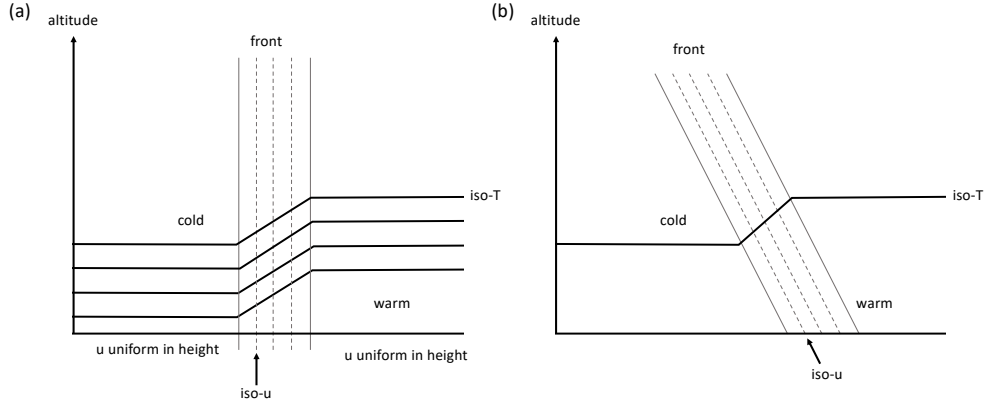 (a)
altitude
front
cold
iso-T
warm
u uniform in height
u uniform in height
iso-u
(b)
altitude
front
cold
iso-T
warm
iso-u